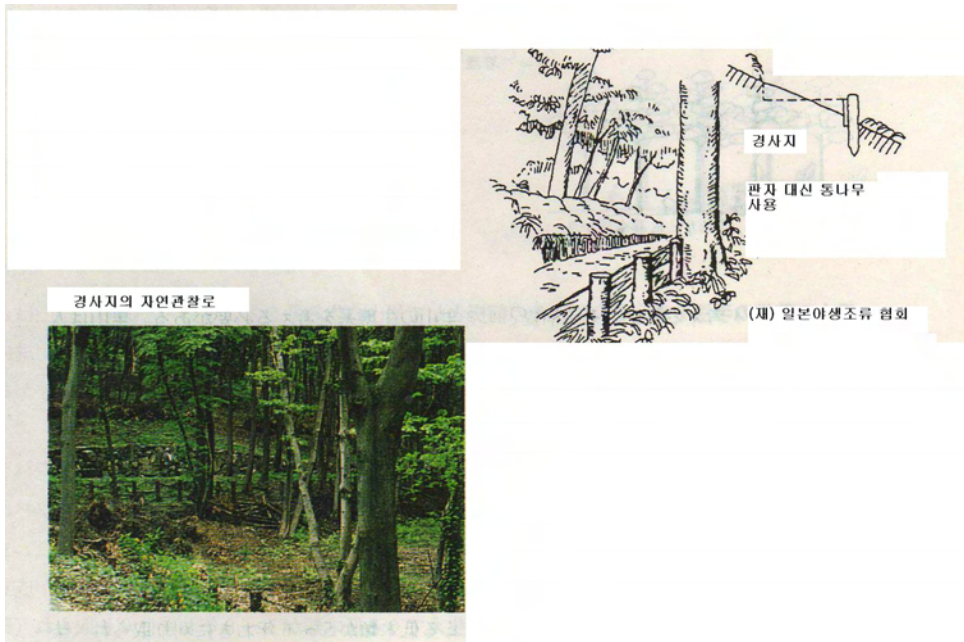 경사지
판자 대신 통나무
사용
경사지의 자연관찰로
(재) 일본야생조류 협회